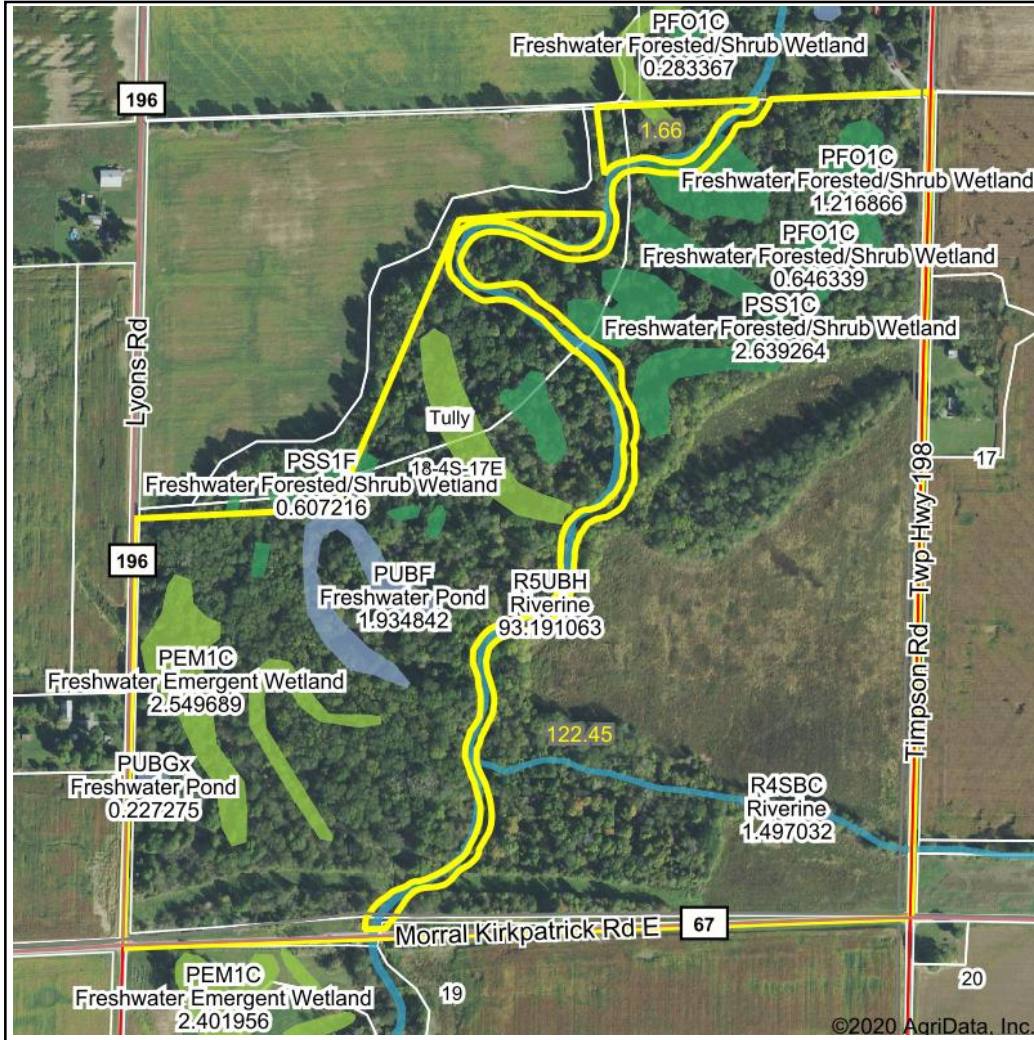 PFO1C
Freshwater Forested/Shrub Wetland
0.283367
196
1.66
PFO1C
Freshwater Forested/Shrub Wetland
1.216866
PFO1C
Freshwater Forested/Shrub Wetland
0.646339
PSS1C
Freshwater Forested/Shrub Wetland
2.639264
Lyons Rd
Tully
18-4S-17E
PSS1F
Freshwater Forested/Shrub Wetland
0.607216
17
Timpson Rd Twp Hwy 198
196
PUBF
Freshwater Pond
1.934842
R5UBH
Riverine
93.191063
PEM1C
Freshwater Emergent Wetland
2.549689
122.45
PUBGx
Freshwater Pond
0.227275
R4SBC
Riverine
1.497032
Morral Kirkpatrick Rd E
67
PEM1C
Freshwater Emergent Wetland
2.401956
19
20
©2020 AgriData, Inc.